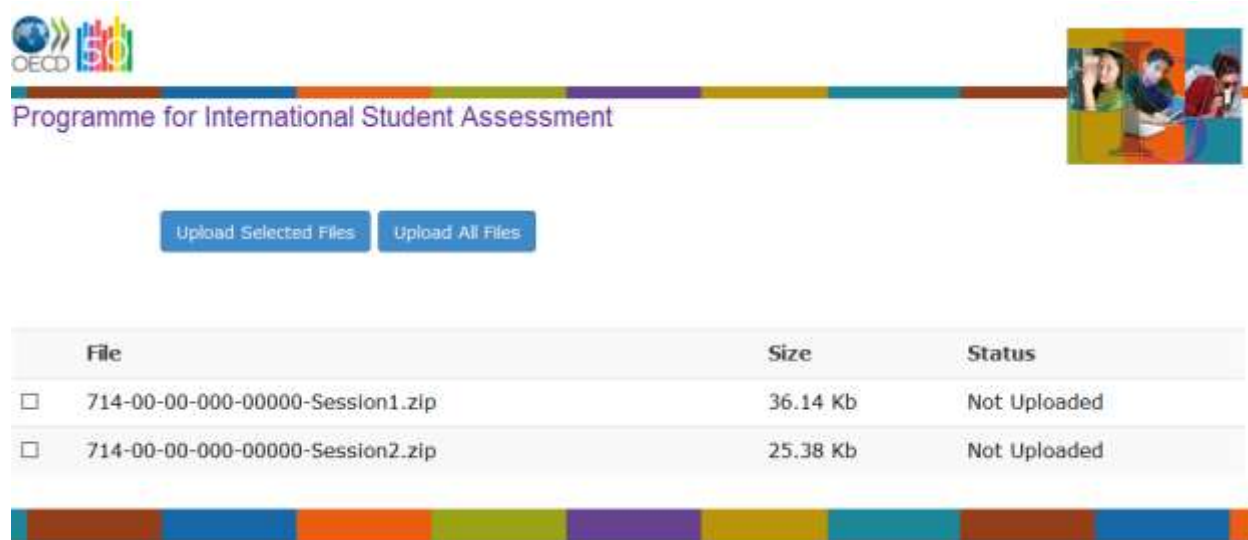 OECD 50
Programme for International Student Assessment
Upload Selected Files Upload All Files
File Size Status
714-00-00-000-00000-Session1.zip 36.14 Kb Not Uploaded
714-00-00-000-00000-Session2.zip 25.38 Kb Not Uploaded